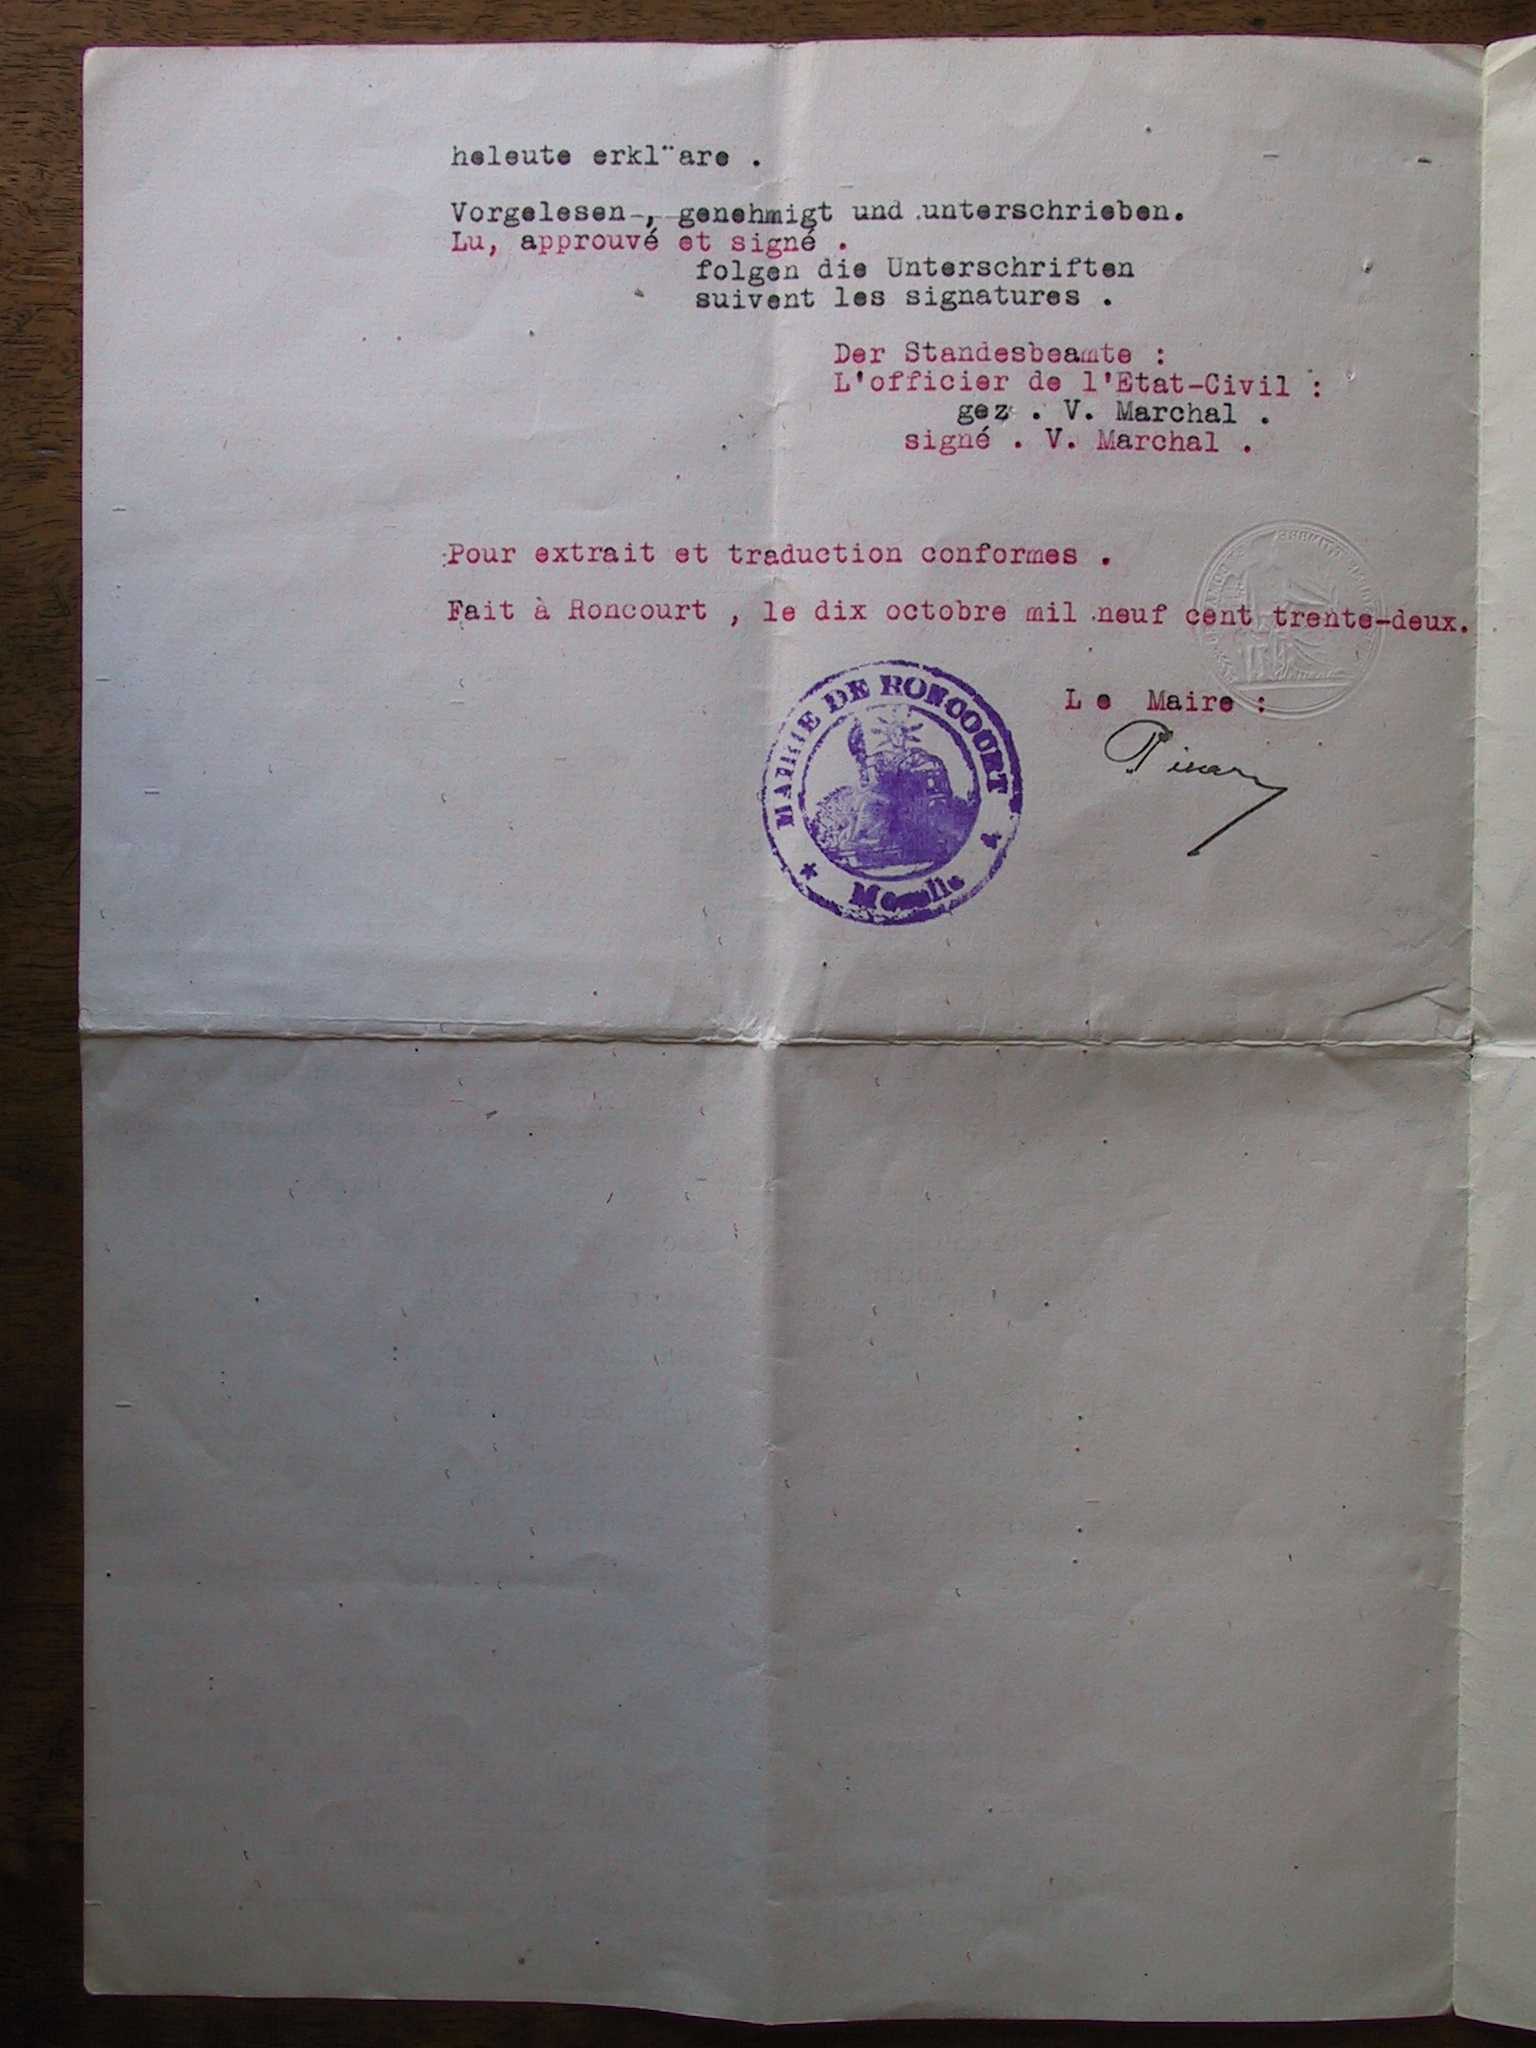 heleute erkl¨are .
Vorgelesen-, genehmigt und unterschrieben.
Lu, approuvé et signé .
folgen die Unterschriften
suivent les signatures .
Der Standesbeamte :
L'officier de l'Etat-Civil :
gez . V. Marchal .
signé . V. Marchal .
Pour extrait et traduction conformes .
Fait à Roncourt , le dix octobre mil neuf cent trente-deux.
Le Maire :
MAIRIE DE RONCOURT
Moselle